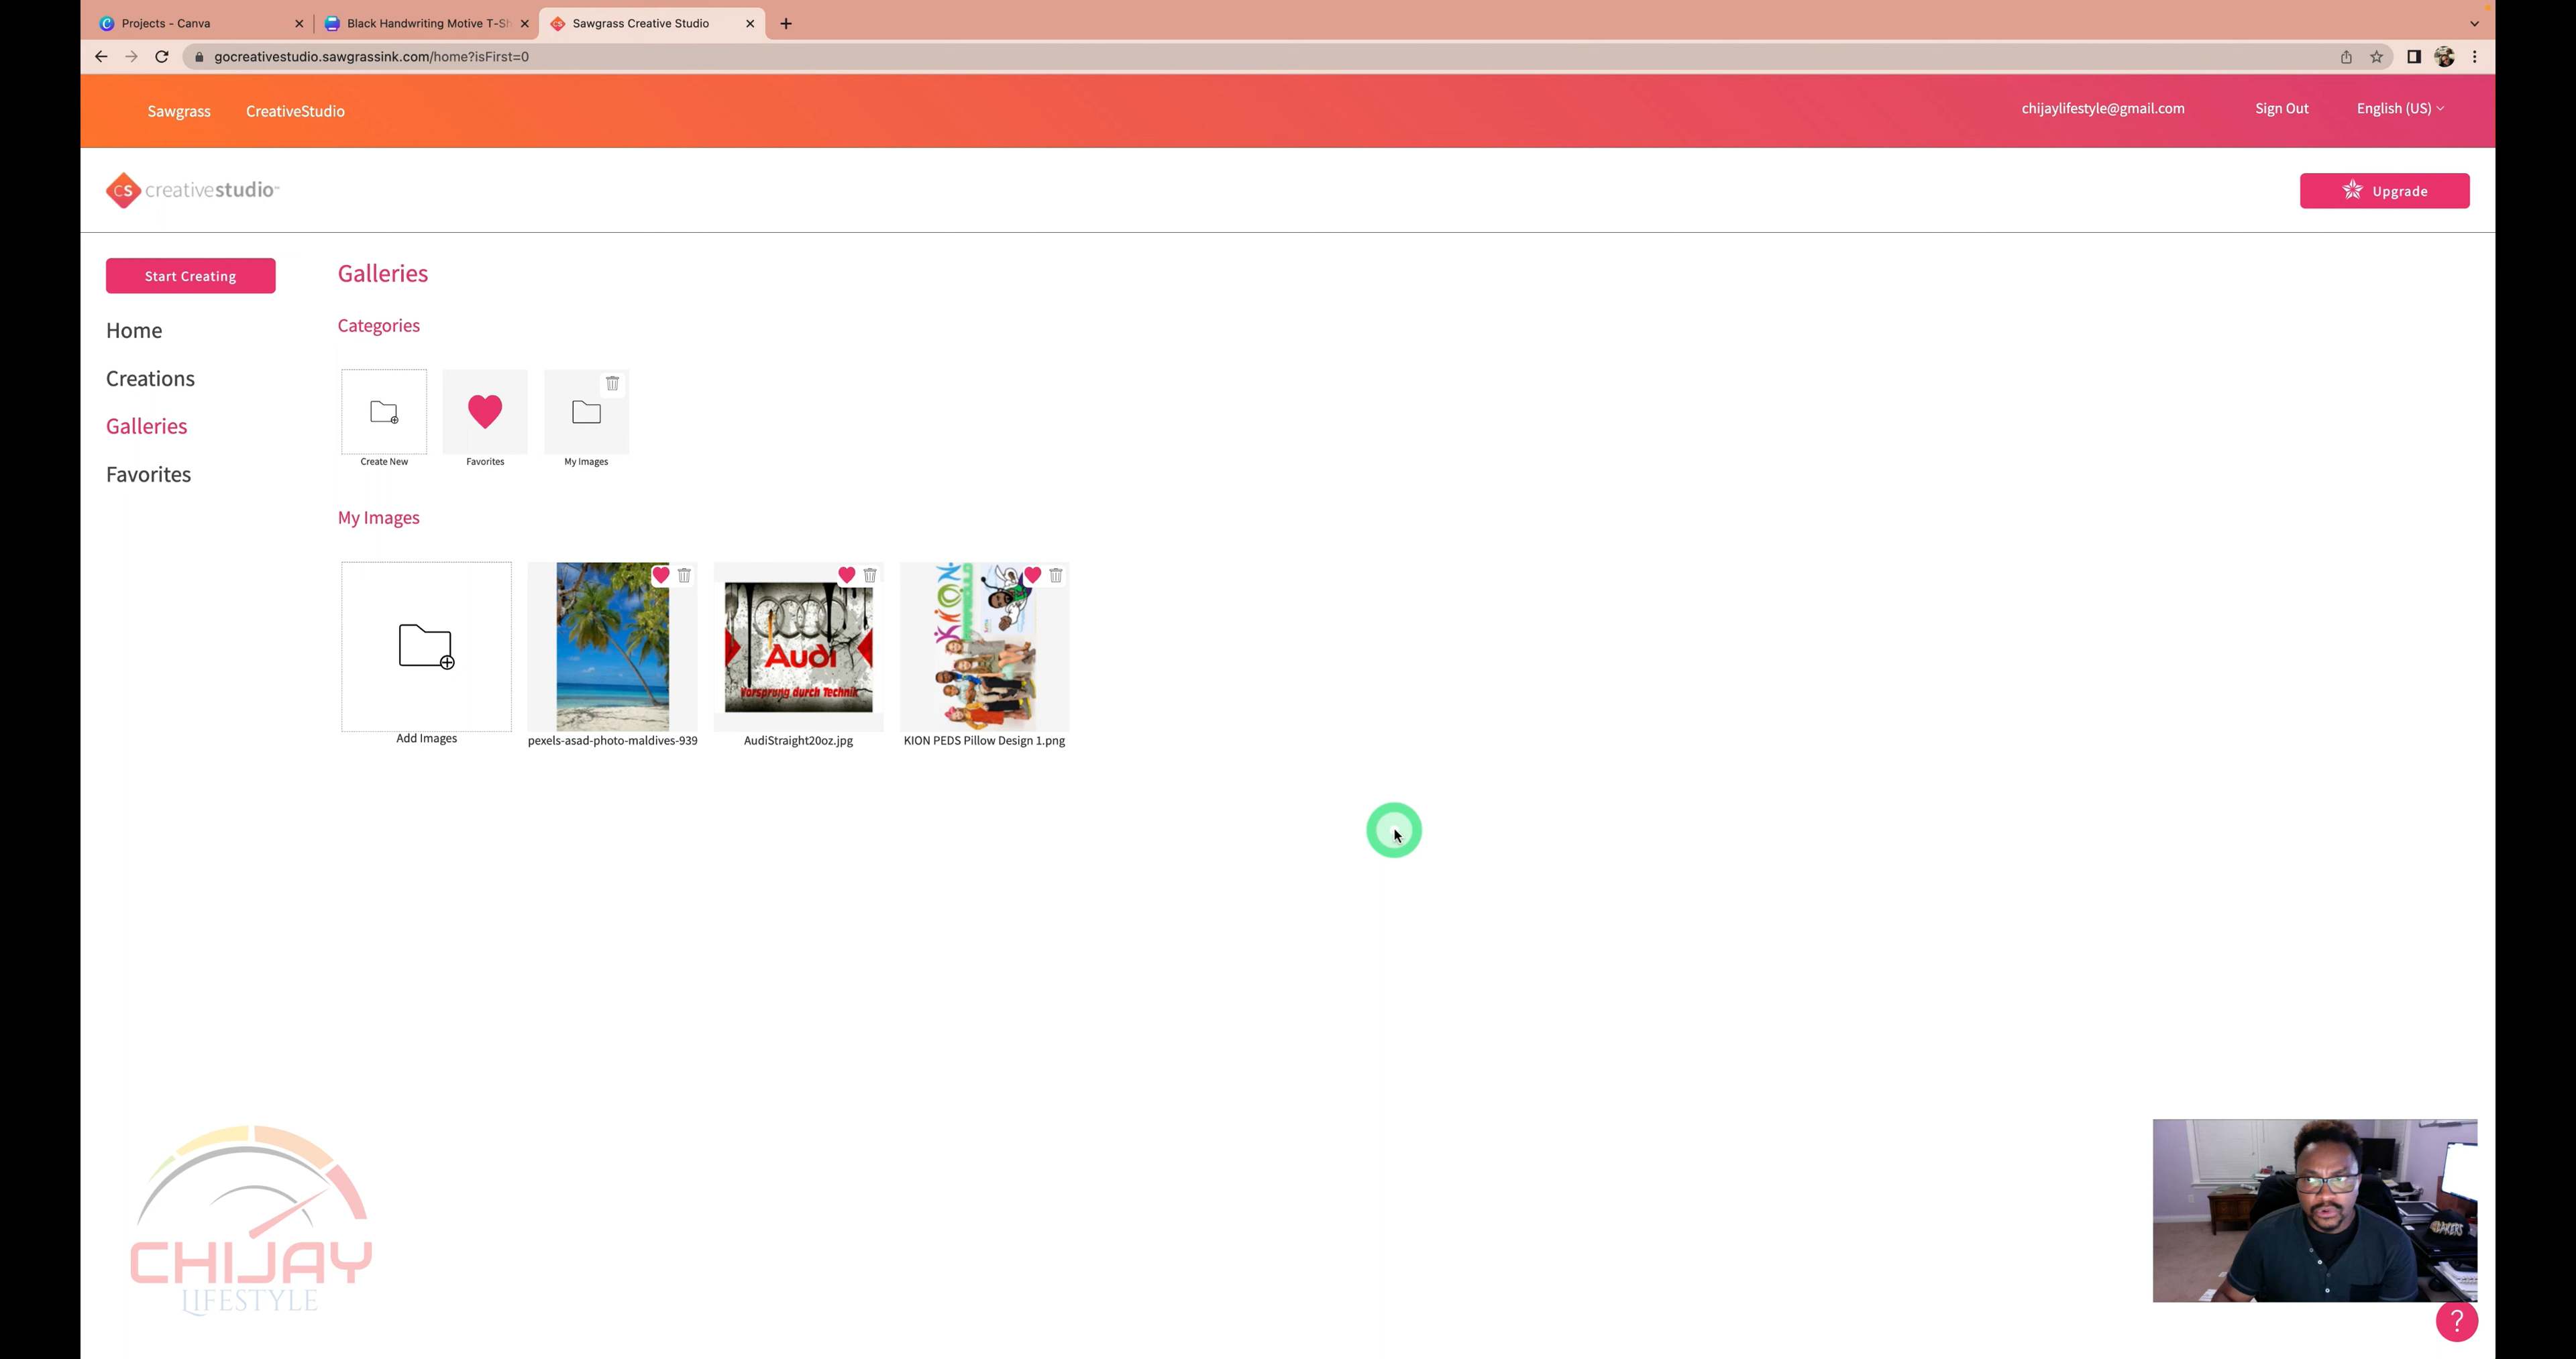 Projects - Canva
Black Handwriting Motive T-Sh
Sawgrass Creative Studio
gocreativestudio.sawgrassink.com/home?isFirst=0
Sawgrass
CreativeStudio
chijaylifestyle@gmail.com
Sign Out
English (US)
CS creativestudio
Upgrade
Start Creating
Home
Creations
Galleries
Favorites
Galleries
Categories
Create New
Favorites
My Images
My Images
Audi
Vorsprung durch Technik
KION
Add Images
pexels-asad-photo-maldives-939
AudiStraight20oz.jpg
KION PEDS Pillow Design 1.png
CHIJAY
LIFESTYLE
?